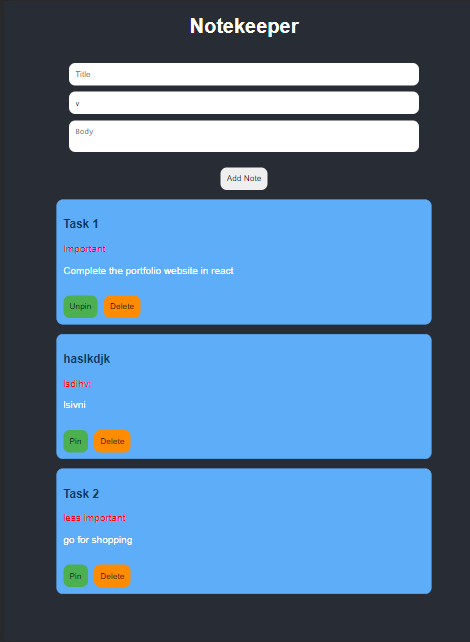 Notekeeper
Title
v
Body
Add Note
Task 1
Important
Complete the portfolio website in react
Unpin
Delete
haslkdjk
lsdihv;
lsivni
Pin
Delete
Task 2
less important
go for shopping
Pin
Delete